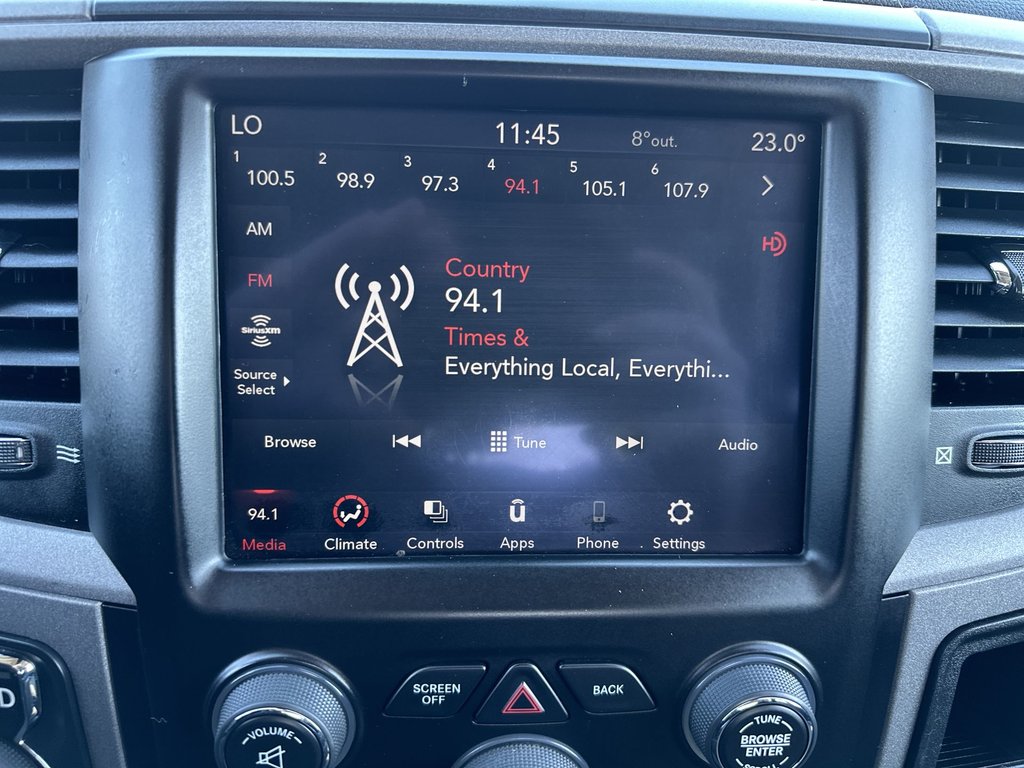 LO 11:45 8°out. 23.0°
1 100.5 2 98.9 3 97.3 4 94.1 5 105.1 6 107.9
AM
HD
FM
Country
94.1
SiriusXM
Times &
Everything Local, Everythi...
Source
Select
Browse Tune Audio
94.1
Media Climate Controls Apps Phone Settings
SCREEN
OFF
BACK
D
VOLUME
TUNE
BROWSE
ENTER
SCROLL